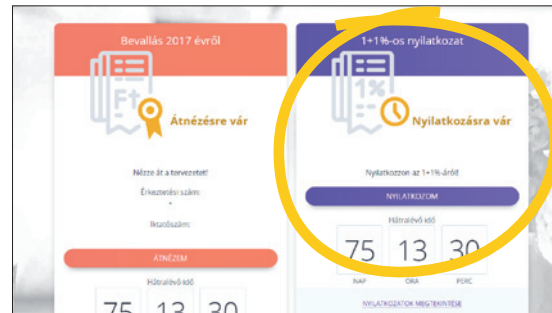 Bevallás 2017 évről
Ft
Átnézésre vár
Nézze át a tervezetet!
Érkeztetési szám:
-
Iktatószám:
ÁTNÉZEM
Hátralévő idő
75 13 30
1+1%-os nyilatkozat
1%
Nyilatkozásra vár
Nyilatkozzon az 1+1%-áról!
NYILATKOZOM
Hátralévő idő
75 13 30
NAP ÓRA PERC
NYILATKOZATOK MEGTEKINTÉSE